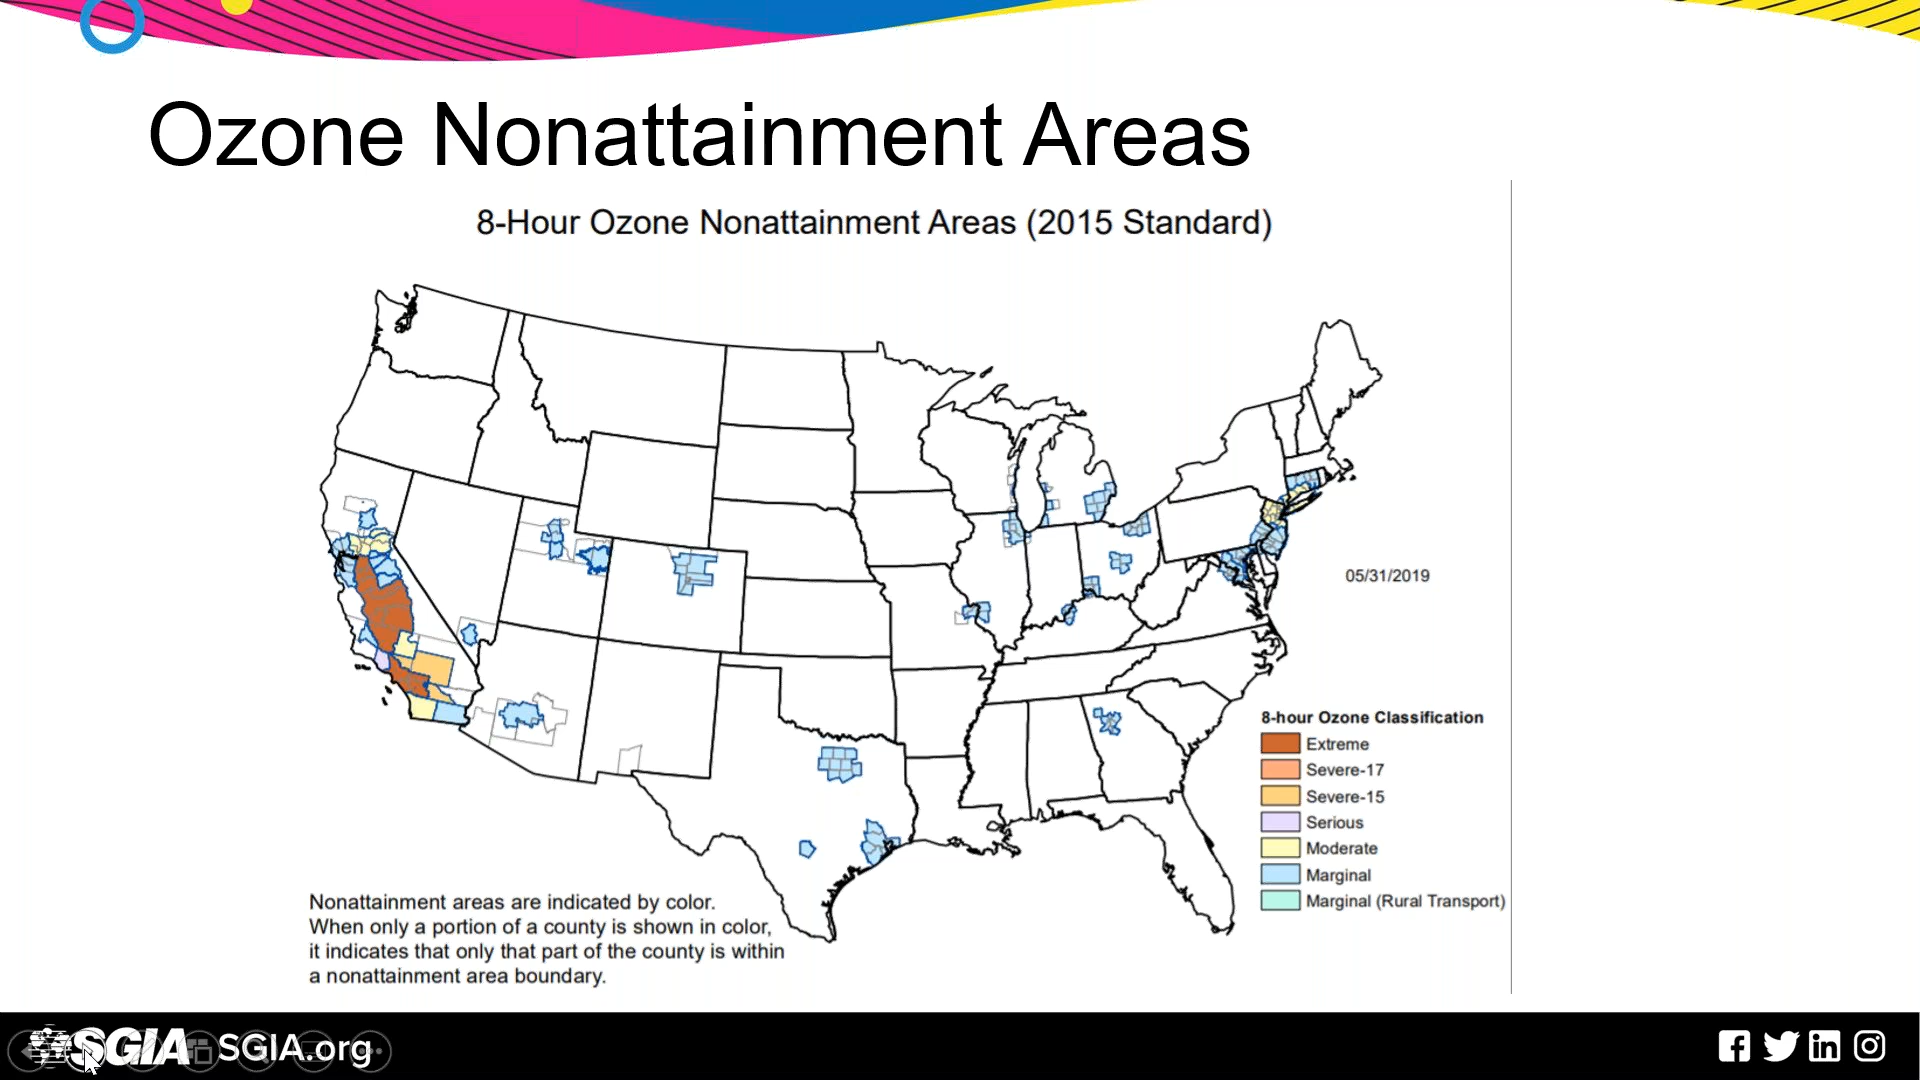 Ozone Nonattainment Areas
8-Hour Ozone Nonattainment Areas (2015 Standard)
05/31/2019
8-hour Ozone Classification
Extreme
Severe-17
Severe-15
Serious
Moderate
Marginal
Marginal (Rural Transport)
Nonattainment areas are indicated by color.
When only a portion of a county is shown in color,
it indicates that only that part of the county is within
a nonattainment area boundary.
SGIA SGIA.org